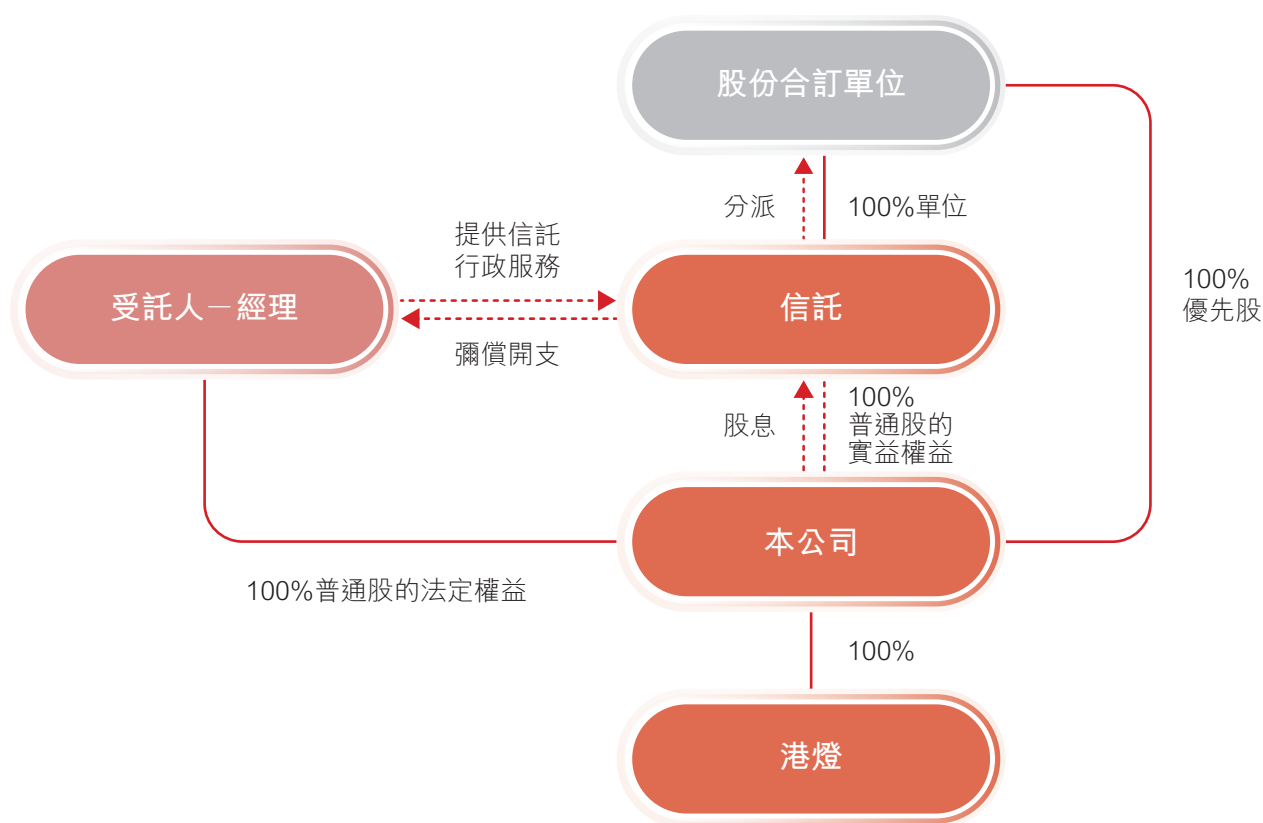 股份合訂單位
分派
100%單位
提供信託
行政服務
100%
優先股
受託人－經理
信託
彌償開支
股息
100%
普通股的
實益權益
本公司
100%普通股的法定權益
100%
港燈